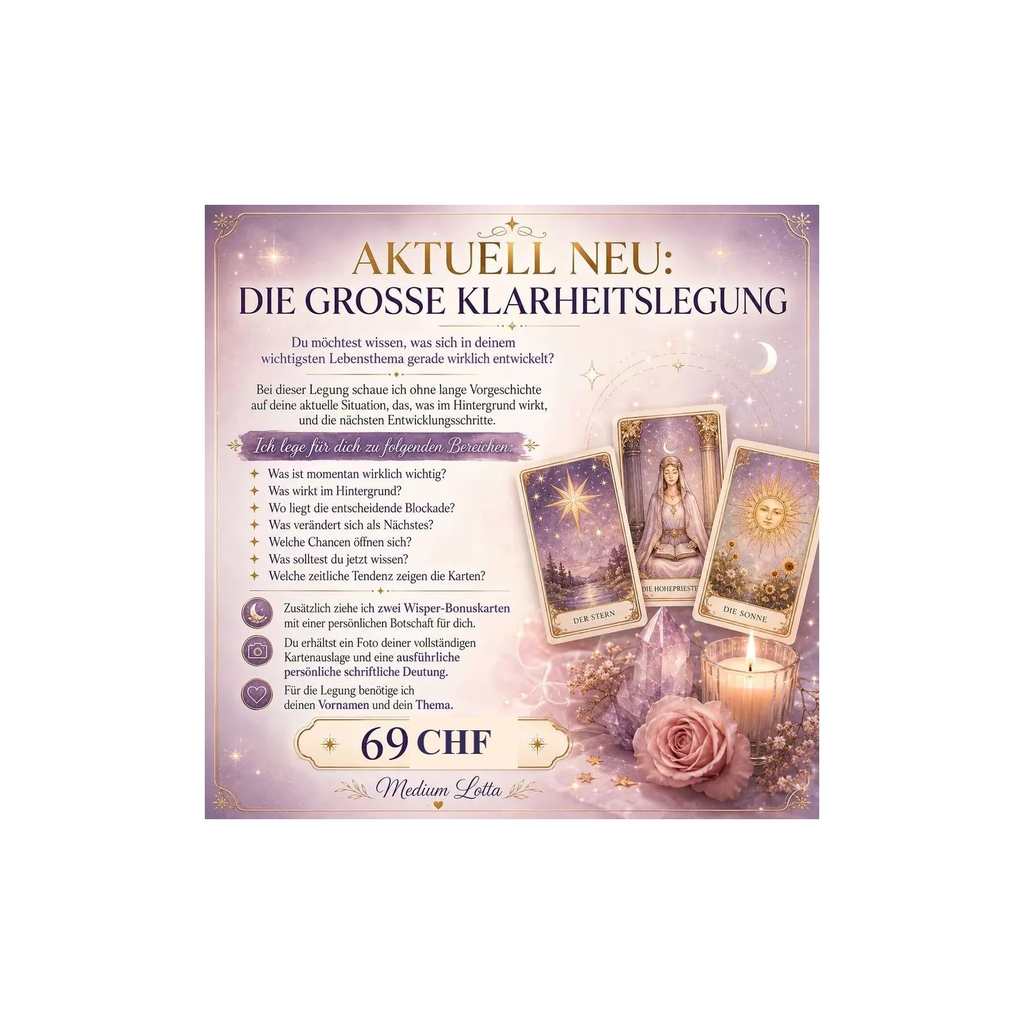 AKTUELL NEU:
DIE GROSSE KLARHEITSLEGUNG
Du möchtest wissen, was sich in deinem
wichtigsten Lebensthema gerade wirklich entwickelt?
Bei dieser Legung schaue ich ohne lange Vorgeschichte
auf deine aktuelle Situation, das, was im Hintergrund wirkt,
und die nächsten Entwicklungsschritte.
Ich lege für dich zu folgenden Bereichen:
Was ist momentan wirklich wichtig?
Was wirkt im Hintergrund?
Wo liegt die entscheidende Blockade?
Was verändert sich als Nächstes?
Welche Chancen öffnen sich?
Was solltest du jetzt wissen?
Welche zeitliche Tendenz zeigen die Karten?
Zusätzlich ziehe ich zwei Wisper-Bonuskarten
mit einer persönlichen Botschaft für dich.
Du erhältst ein Foto deiner vollständigen
Kartenauslage und eine ausführliche
persönliche schriftliche Deutung.
Für die Legung benötige ich
deinen Vornamen und dein Thema.
69 CHF
Medium Lotta
DER STERN
DIE HOHEPRIESTE
DIE SONNE